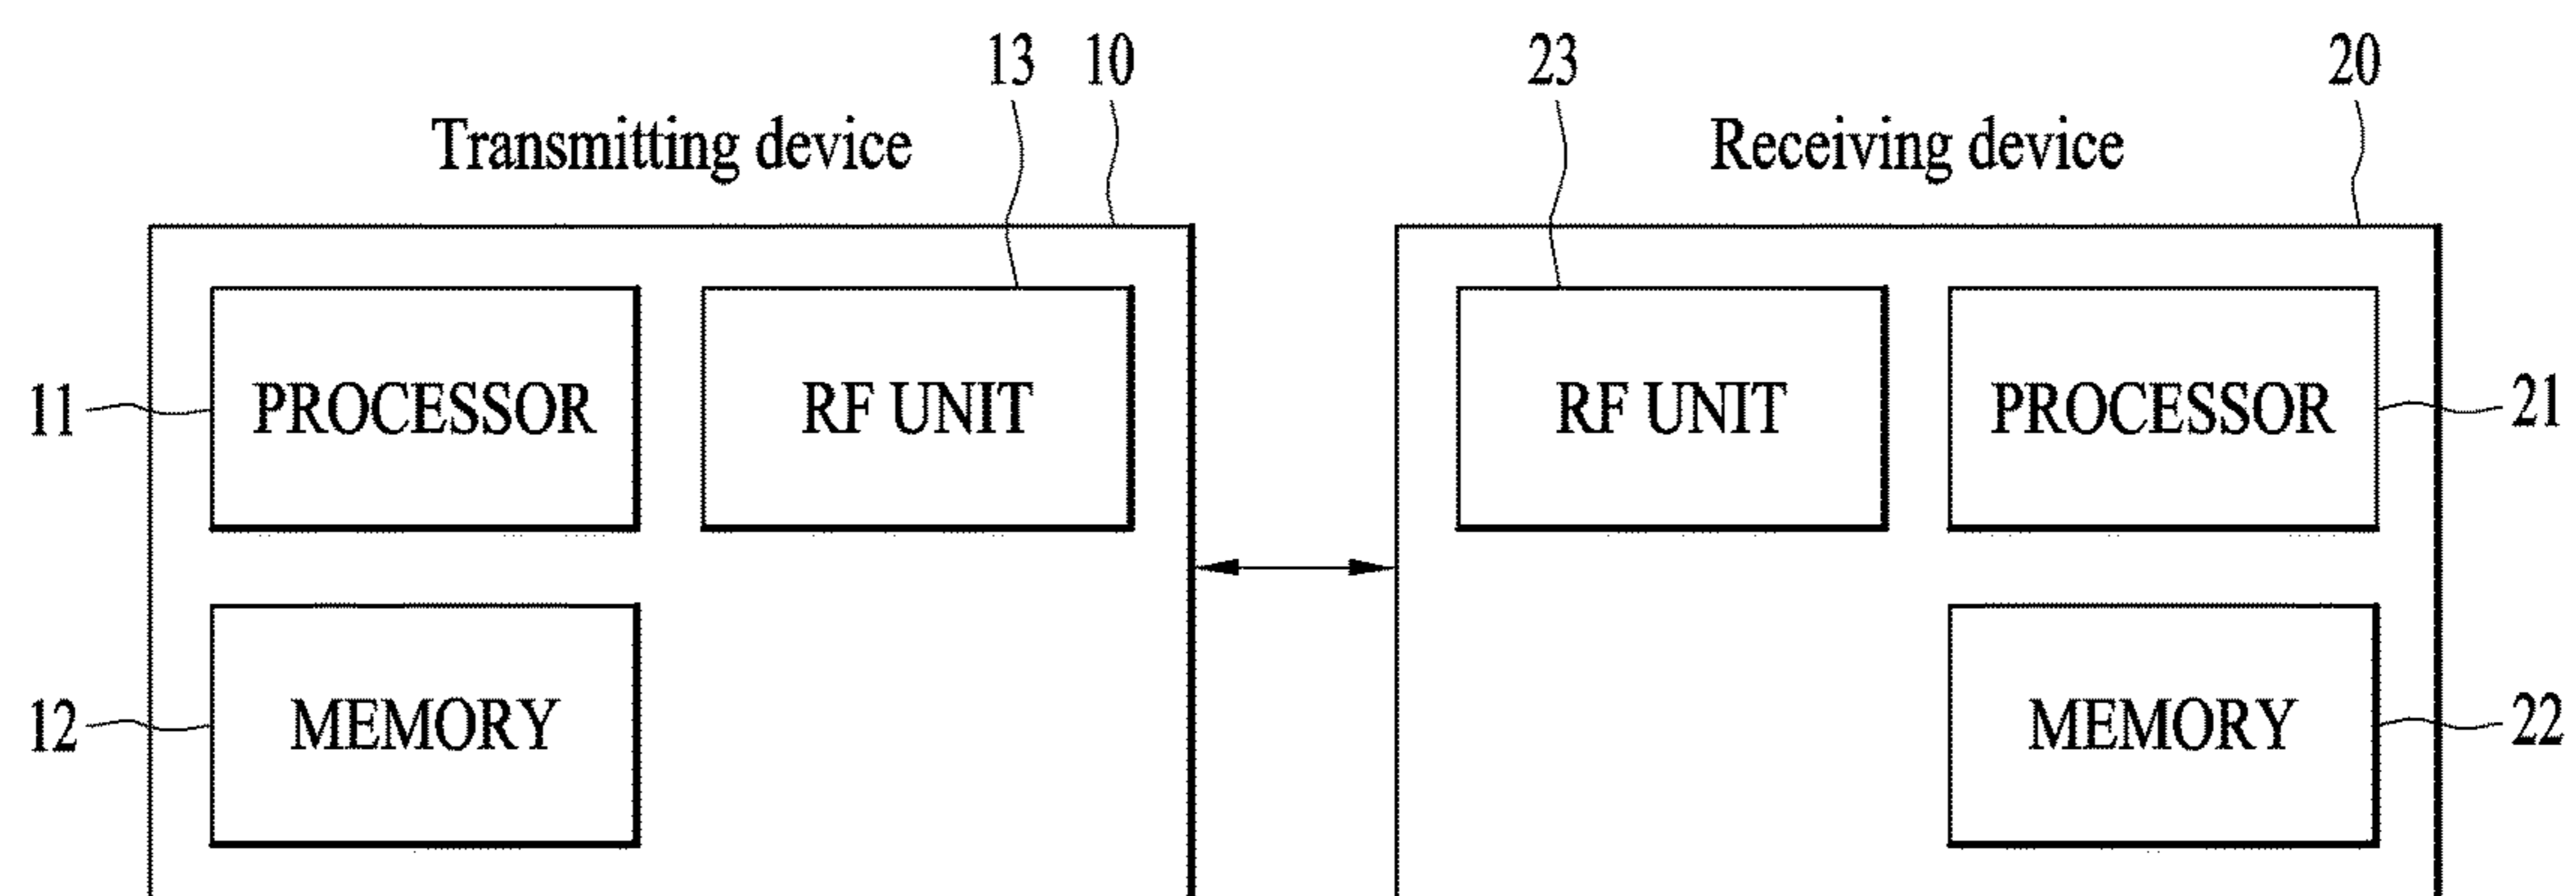 13 10 23 20
Transmitting device Receiving device
11 PROCESSOR RF UNIT RF UNIT PROCESSOR 21
12 MEMORY MEMORY 22